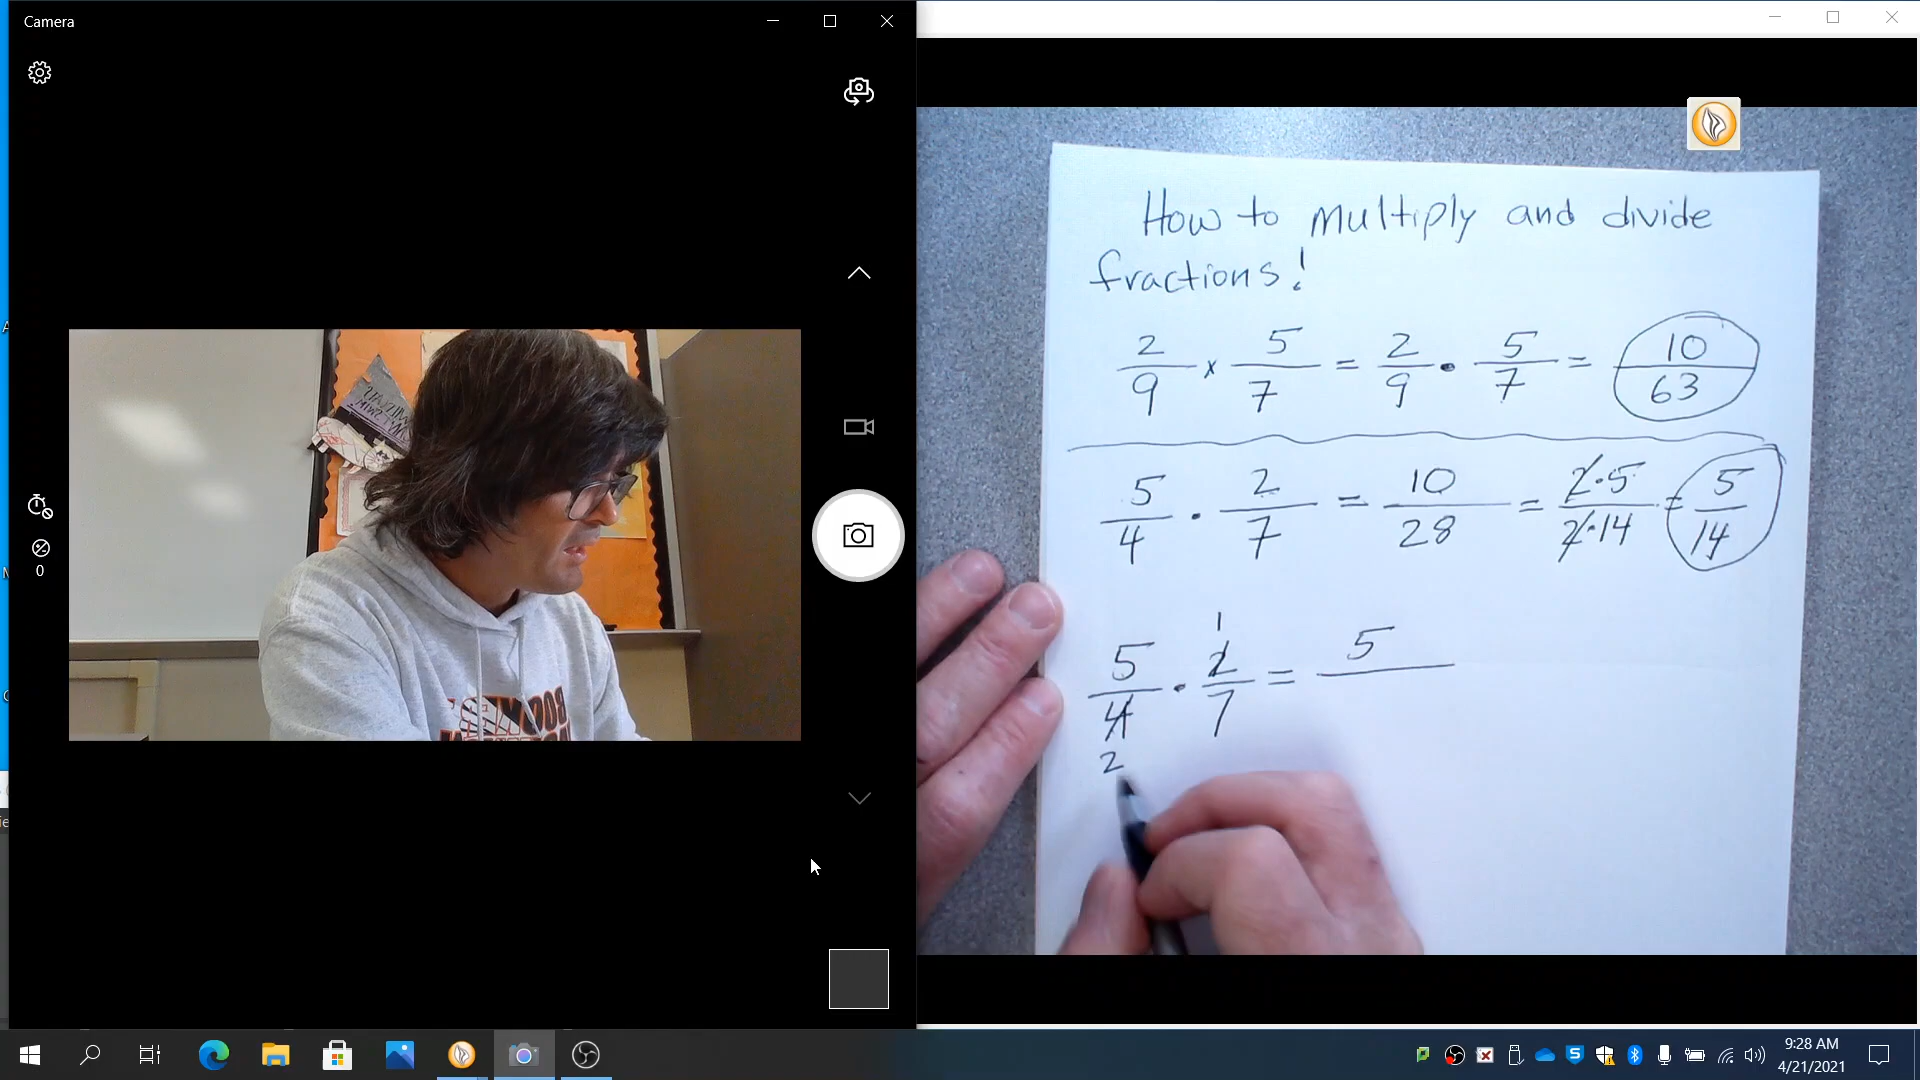 Camera
0
How to multiply and divide
fractions!
2/9 x 5/7 = 2/9 · 5/7 = 10/63
5/4 · 2/7 = 10/28 = 2·5/2·14 = 5/14
1
5/4 · 2/7 = 5
2
9:28 AM
4/21/2021